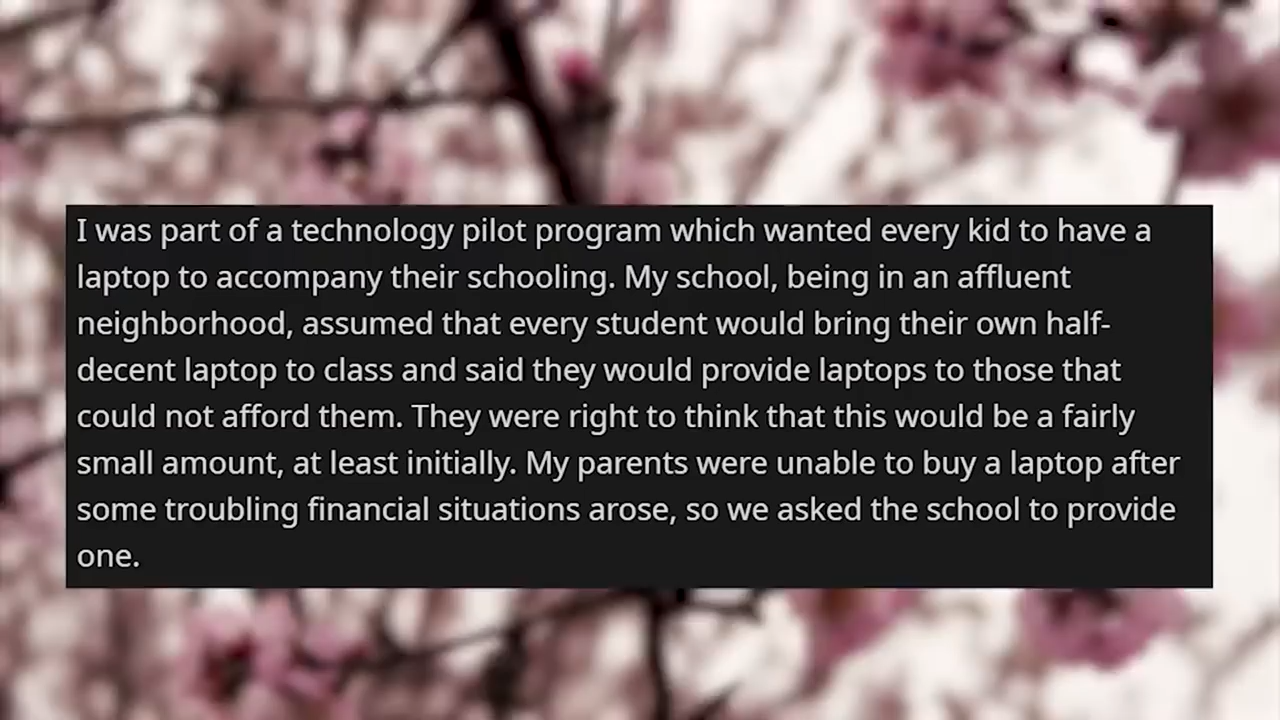 I was part of a technology pilot program which wanted every kid to have a
laptop to accompany their schooling. My school, being in an affluent
neighborhood, assumed that every student would bring their own half-
decent laptop to class and said they would provide laptops to those that
could not afford them. They were right to think that this would be a fairly
small amount, at least initially. My parents were unable to buy a laptop after
some troubling financial situations arose, so we asked the school to provide
one.